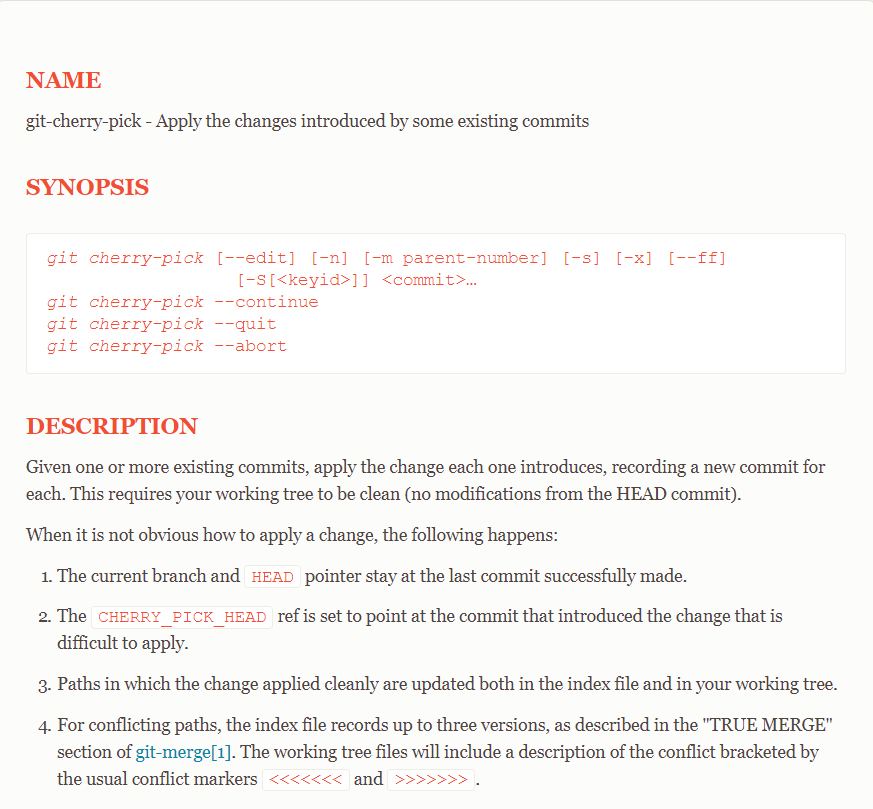 NAME
git-cherry-pick - Apply the changes introduced by some existing commits
SYNOPSIS
git cherry-pick [--edit] [-n] [-m parent-number] [-s] [-x] [--ff]
[-S[<keyid>]] <commit>…
git cherry-pick --continue
git cherry-pick --quit
git cherry-pick --abort
DESCRIPTION
Given one or more existing commits, apply the change each one introduces, recording a new commit for
each. This requires your working tree to be clean (no modifications from the HEAD commit).
When it is not obvious how to apply a change, the following happens:
1. The current branch and HEAD pointer stay at the last commit successfully made.
2. The CHERRY_PICK_HEAD ref is set to point at the commit that introduced the change that is
difficult to apply.
3. Paths in which the change applied cleanly are updated both in the index file and in your working tree.
4. For conflicting paths, the index file records up to three versions, as described in the "TRUE MERGE"
section of git-merge[1]. The working tree files will include a description of the conflict bracketed by
the usual conflict markers <<<<<<< and >>>>>>> .